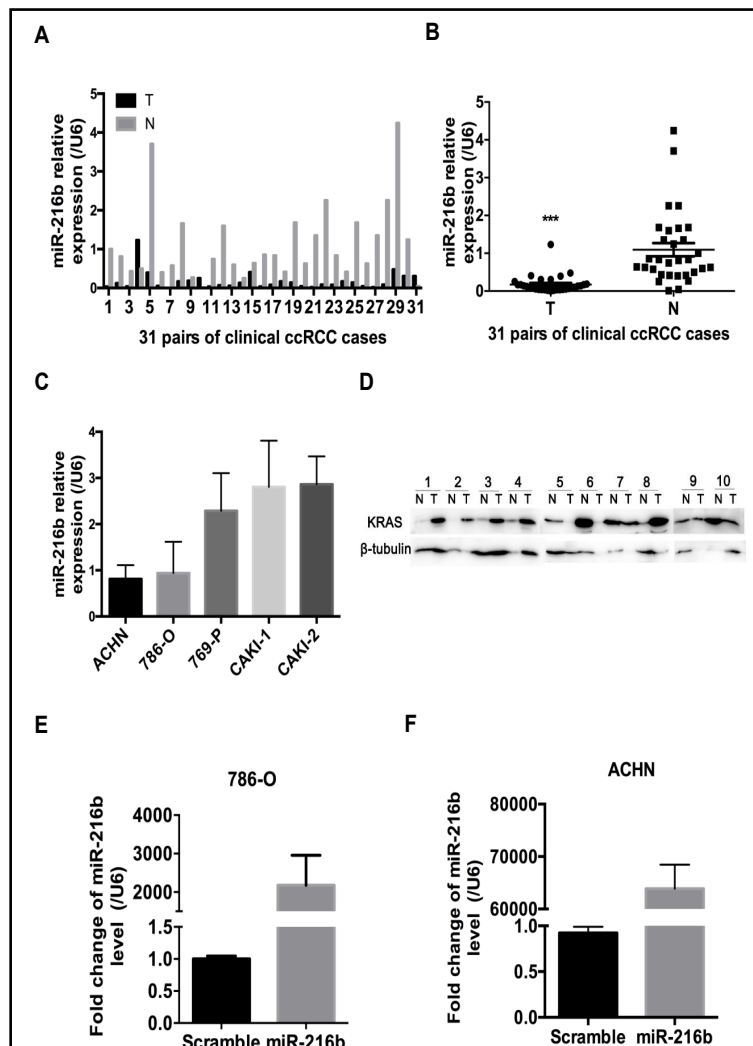 A
T
N
miR-216b relative
expression (/U6)
5
4
3
2
1
0
1 3 5 7 9 11 13 15 17 19 21 23 25 27 29 31
31 pairs of clinical ccRCC cases
B
miR-216b relative
expression (/U6)
5
4
3
2
1
0
***
T N
31 pairs of clinical ccRCC cases
C
miR-216b relative
expression (/U6)
4
3
2
1
0
ACHN
786-O
769-P
CAKI-1
CAKI-2
D
1 2 3 4 5 6 7 8 9 10
N T N T N T N T N T N T N T N T N T N T
KRAS
β-tubulin
E
786-O
Fold change of miR-216b
level (/U6)
4000
3000
2000
1.5
1.0
0.5
0.0
Scramble miR-216b
F
ACHN
Fold change of miR-216b
level (/U6)
80000
70000
60000
1.0
0.5
0.0
Scramble miR-216b